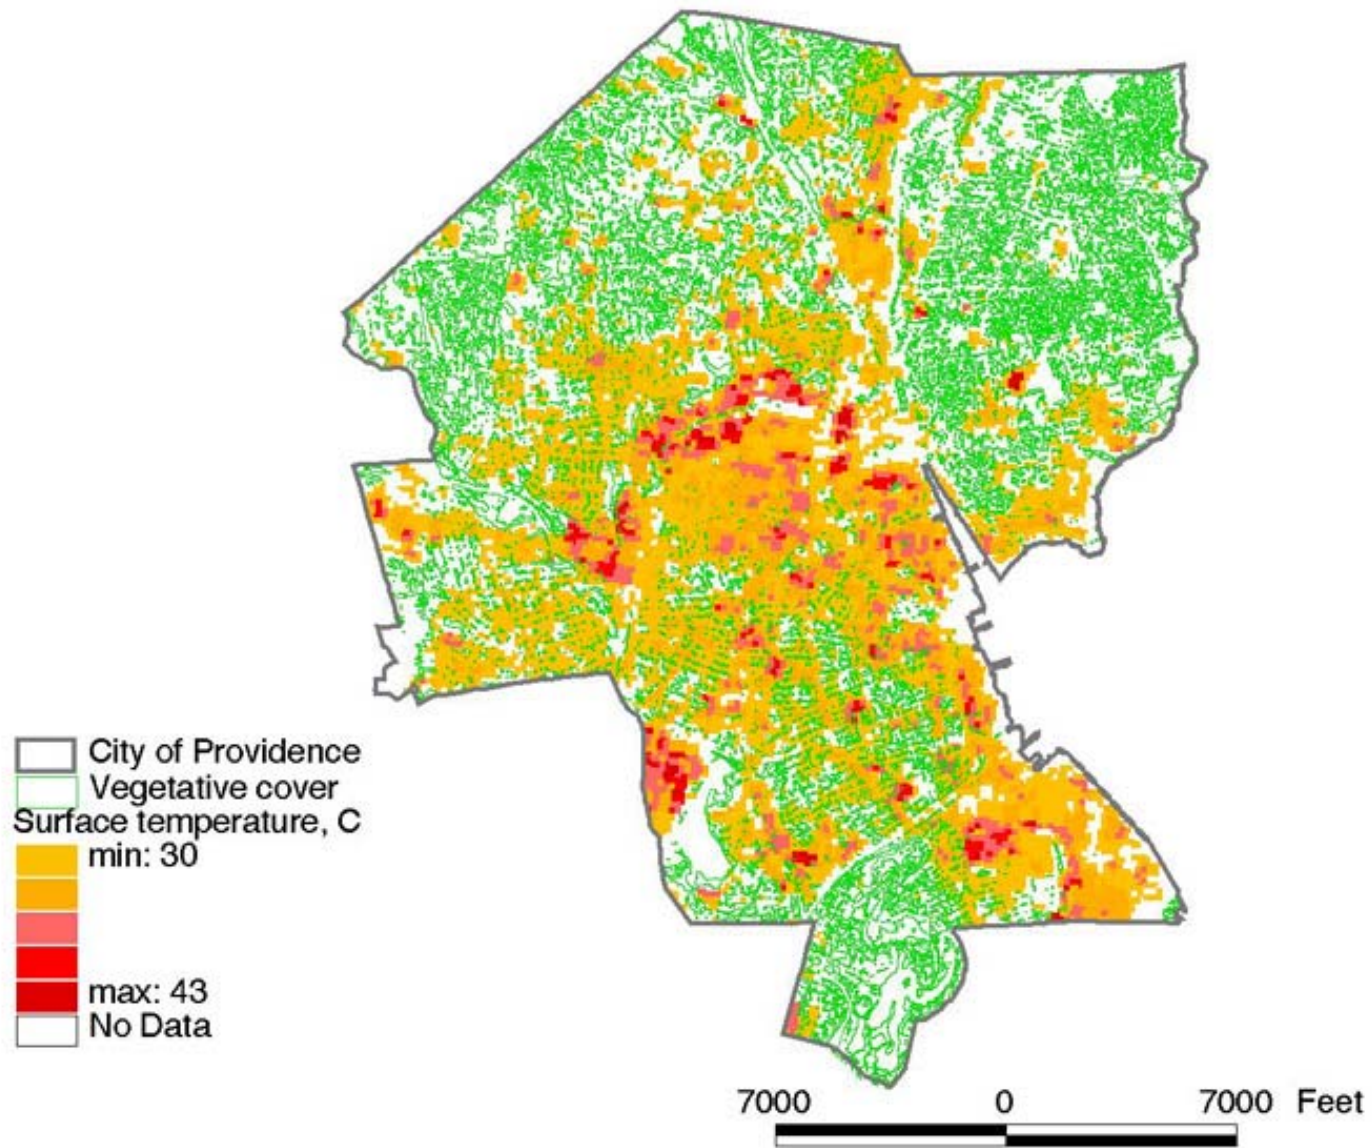 City of Providence
Vegetative cover
Surface temperature, C
min: 30
max: 43
No Data
7000 0 7000 Feet